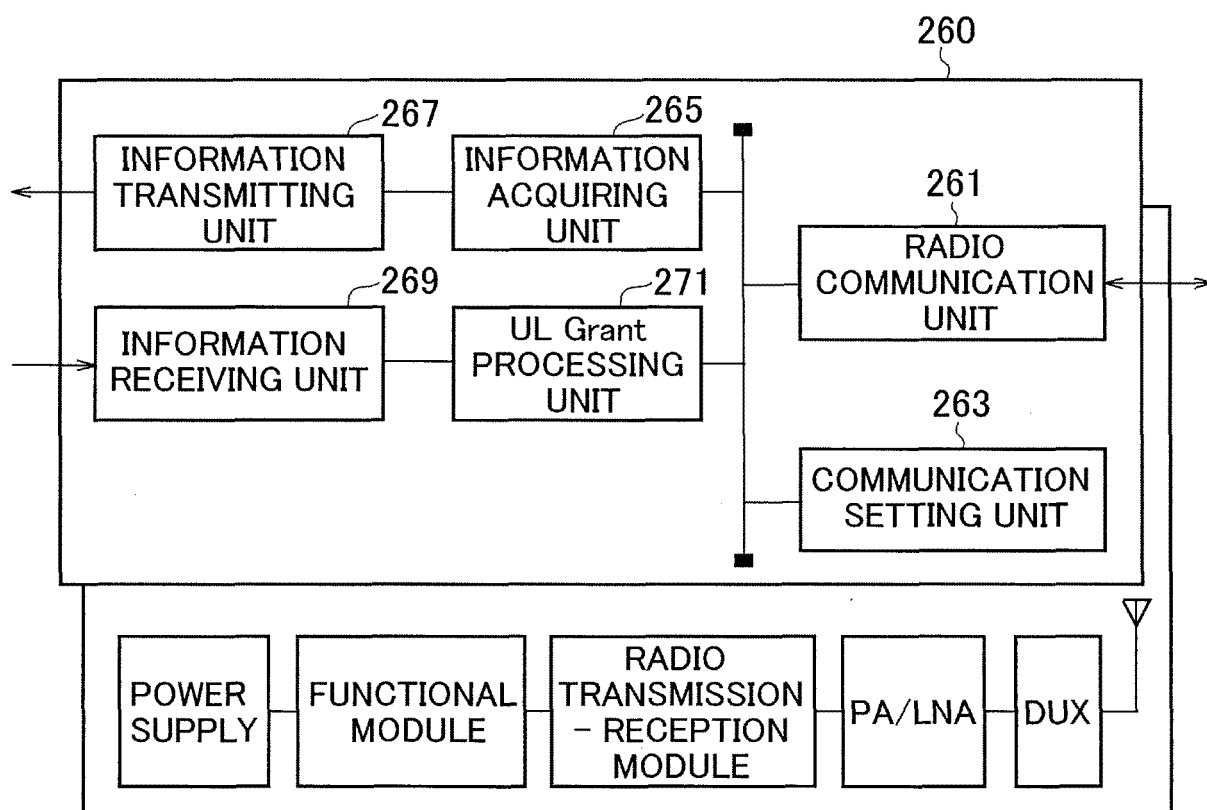 260
267
INFORMATION
TRANSMITTING
UNIT
265
INFORMATION
ACQUIRING
UNIT
261
RADIO
COMMUNICATION
UNIT
269
INFORMATION
RECEIVING UNIT
271
UL Grant
PROCESSING
UNIT
263
COMMUNICATION
SETTING UNIT
POWER
SUPPLY
FUNCTIONAL
MODULE
RADIO
TRANSMISSION
- RECEPTION
MODULE
PA/LNA
DUX